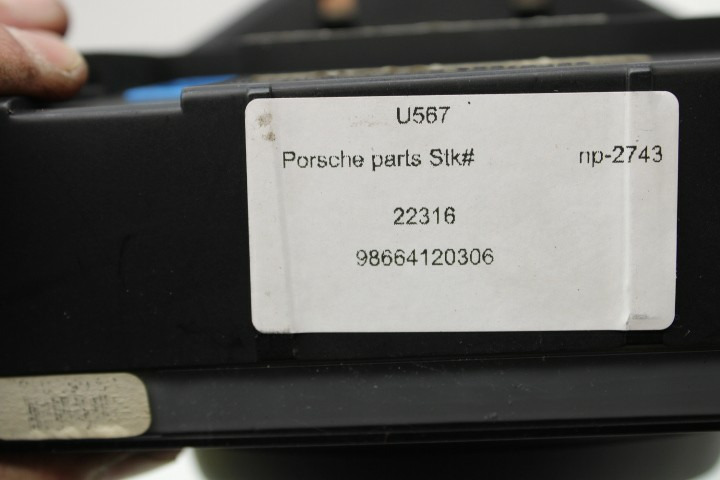 U567
Porsche parts Stk# np-2743
22316
98664120306